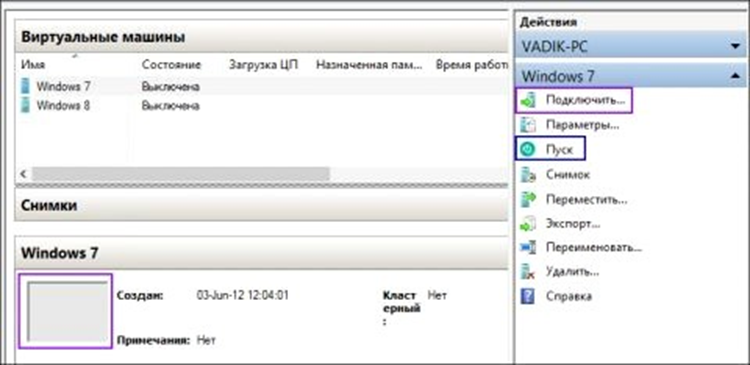 Виртуальные машины
Имя Состояние Загрузка ЦП Назначенная пам... Время работ
Windows 7 Выключена
Windows 8 Выключена
Снимки
Windows 7
Создан: 03-Jun-12 12:04:01 Класт ерный : Нет
Примечания: Нет
Действия
VADIK-PC
Windows 7
Подключить...
Параметры...
Пуск
Снимок
Переместить...
Экспорт...
Переименовать...
Удалить...
Справка